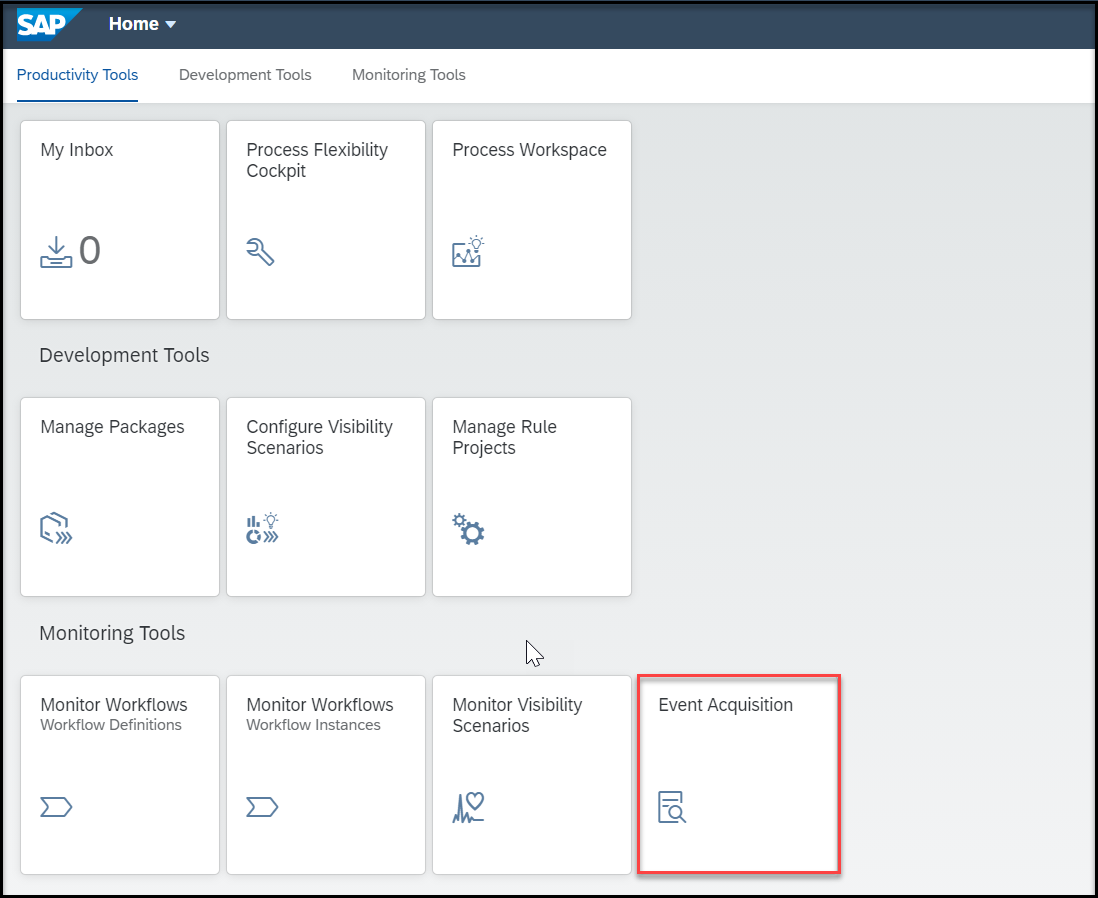 SAP Home
Productivity Tools Development Tools Monitoring Tools
My Inbox
0
Process Flexibility
Cockpit
Process Workspace
Development Tools
Manage Packages
Configure Visibility
Scenarios
Manage Rule
Projects
Monitoring Tools
Monitor Workflows
Workflow Definitions
Monitor Workflows
Workflow Instances
Monitor Visibility
Scenarios
Event Acquisition